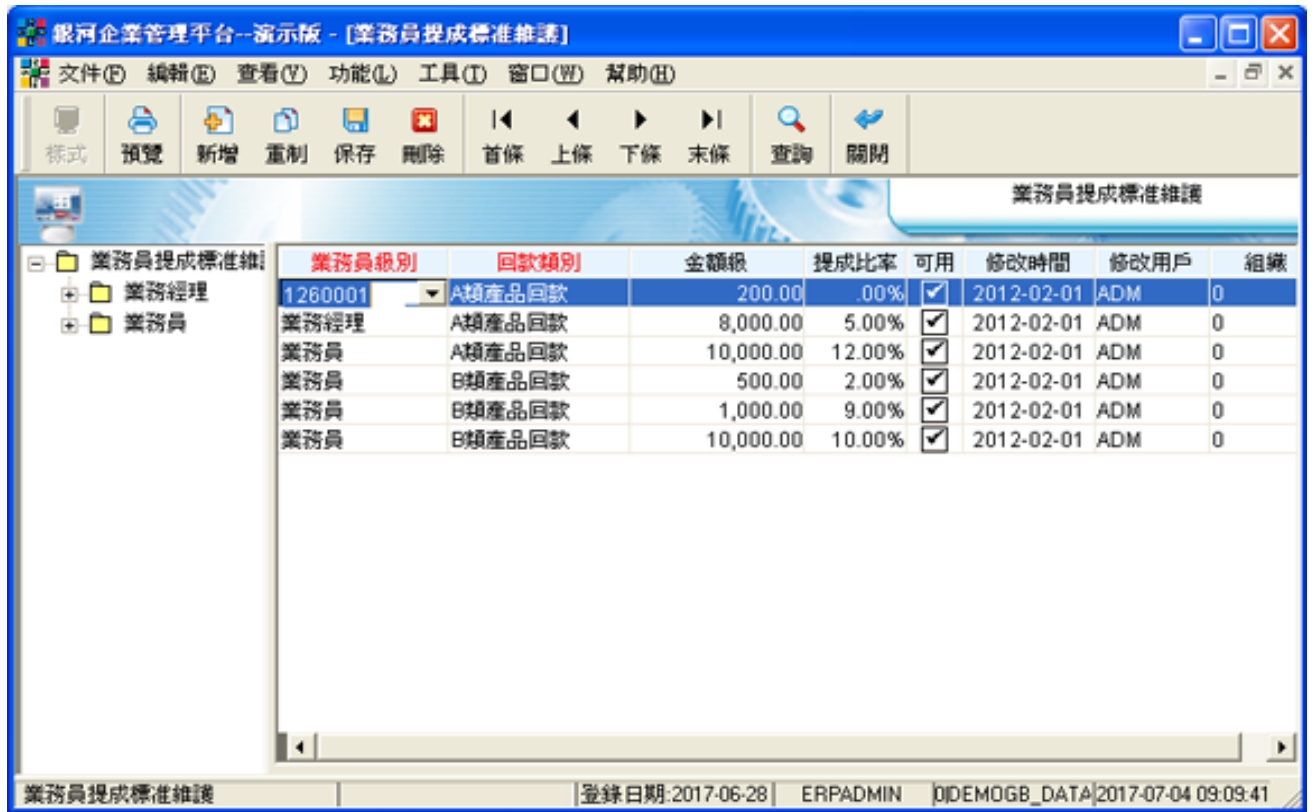 銀河企業管理平台--演示版 - [業務員提成標准維護]
文件(F) 編輯(E) 查看(V) 功能(L) 工具(T) 窗口(W) 幫助(H)
樣式 預覽 新增 重制 保存 刪除 首條 上條 下條 末條 查詢 關閉
業務員提成標准維護
業務員提成標准維
業務經理
業務員
業務員級別 回款類別 金額級 提成比率 可用 修改時間 修改用戶 組織
1260001 A類產品回款 200.00 .00% 2012-02-01 ADM 0
業務經理 A類產品回款 8,000.00 5.00% 2012-02-01 ADM 0
業務員 A類產品回款 10,000.00 12.00% 2012-02-01 ADM 0
業務員 B類產品回款 500.00 2.00% 2012-02-01 ADM 0
業務員 B類產品回款 1,000.00 9.00% 2012-02-01 ADM 0
業務員 B類產品回款 10,000.00 10.00% 2012-02-01 ADM 0
業務員提成標准維護 登錄日期:2017-06-28 ERPADMIN 0|DEMOGB_DATA 2017-07-04 09:09:41